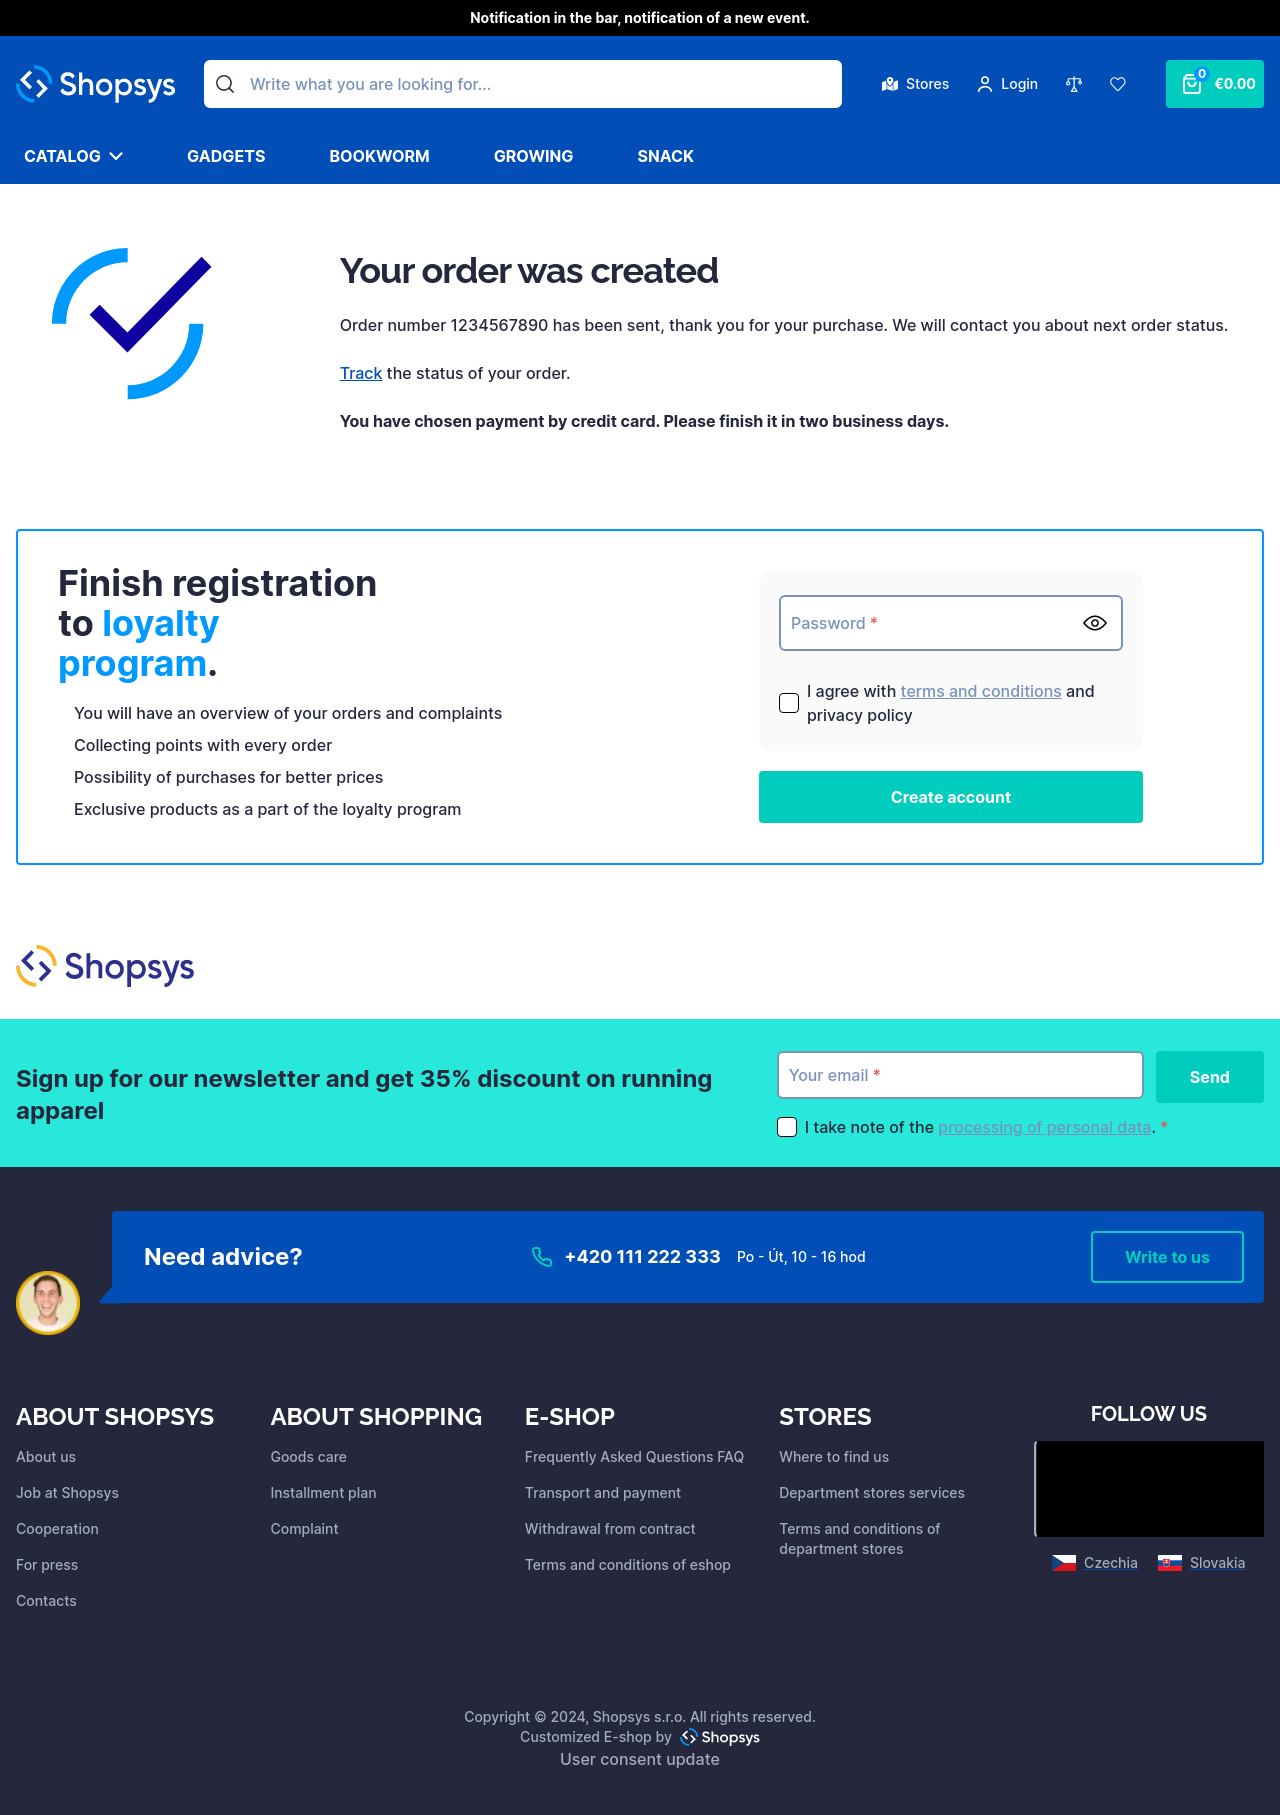 Notification in the bar, notification of a new event.
Shopsys
Write what you are looking for...
Stores
Login
0
€0.00
CATALOG
GADGETS
BOOKWORM
GROWING
SNACK
Your order was created
Order number 1234567890 has been sent, thank you for your purchase. We will contact you about next order status.
Track the status of your order.
You have chosen payment by credit card. Please finish it in two business days.
Finish registration
to loyalty
program.
You will have an overview of your orders and complaints
Collecting points with every order
Possibility of purchases for better prices
Exclusive products as a part of the loyalty program
Password *
I agree with terms and conditions and
privacy policy
Create account
Shopsys
Sign up for our newsletter and get 35% discount on running
apparel
Your email *
Send
I take note of the processing of personal data. *
Need advice?
+420 111 222 333
Po - Út, 10 - 16 hod
Write to us
ABOUT SHOPSYS
About us
Job at Shopsys
Cooperation
For press
Contacts
ABOUT SHOPPING
Goods care
Installment plan
Complaint
E-SHOP
Frequently Asked Questions FAQ
Transport and payment
Withdrawal from contract
Terms and conditions of eshop
STORES
Where to find us
Department stores services
Terms and conditions of
department stores
FOLLOW US
Czechia
Slovakia
Copyright © 2024, Shopsys s.r.o. All rights reserved.
Customized E-shop by Shopsys
User consent update